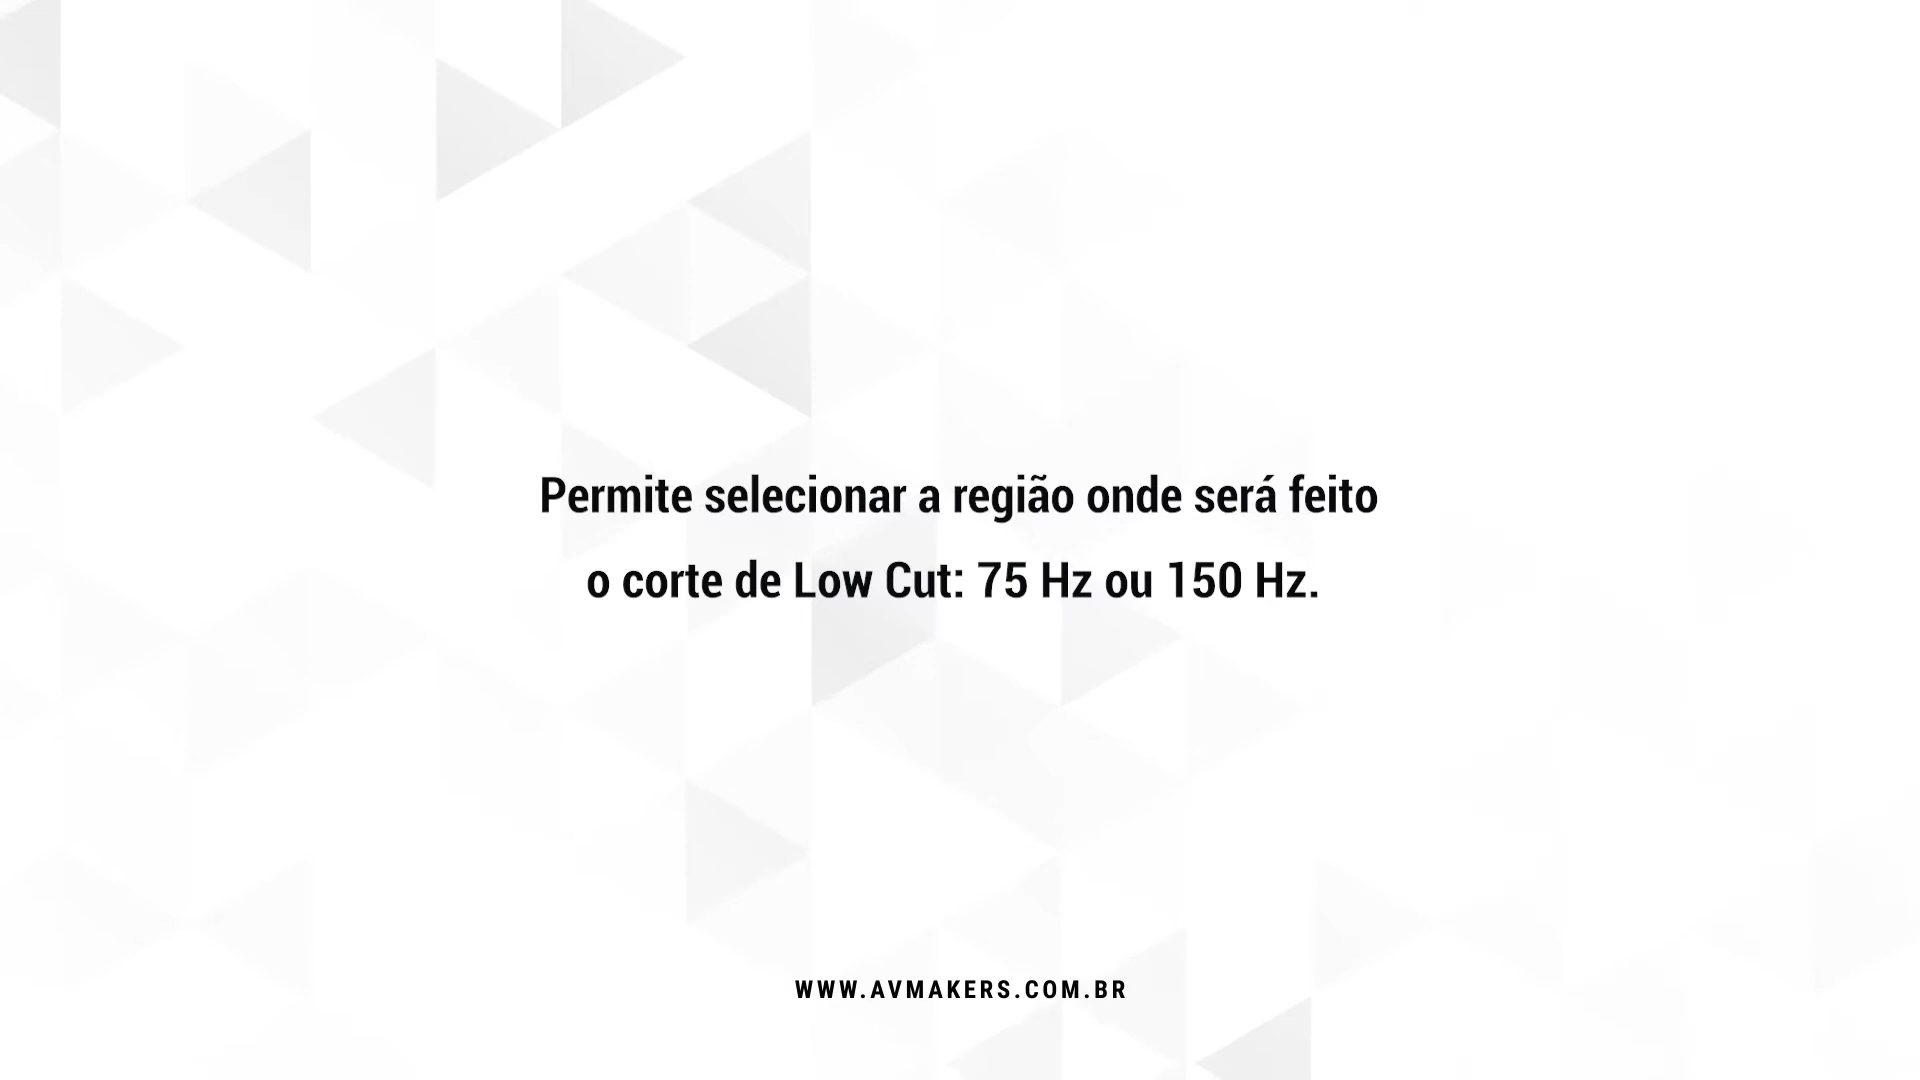 Permite selecionar a região onde será feito
o corte de Low Cut: 75 Hz ou 150 Hz.
WWW.AVMAKERS.COM.BR